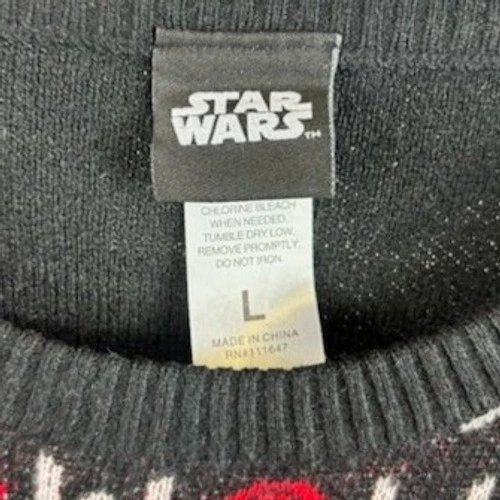 STAR
WARS™
CHLORINE BLEACH
WHEN NEEDED.
TUMBLE DRY LOW.
REMOVE PROMPTLY.
DO NOT IRON
L
MADE IN CHINA
RN#111647